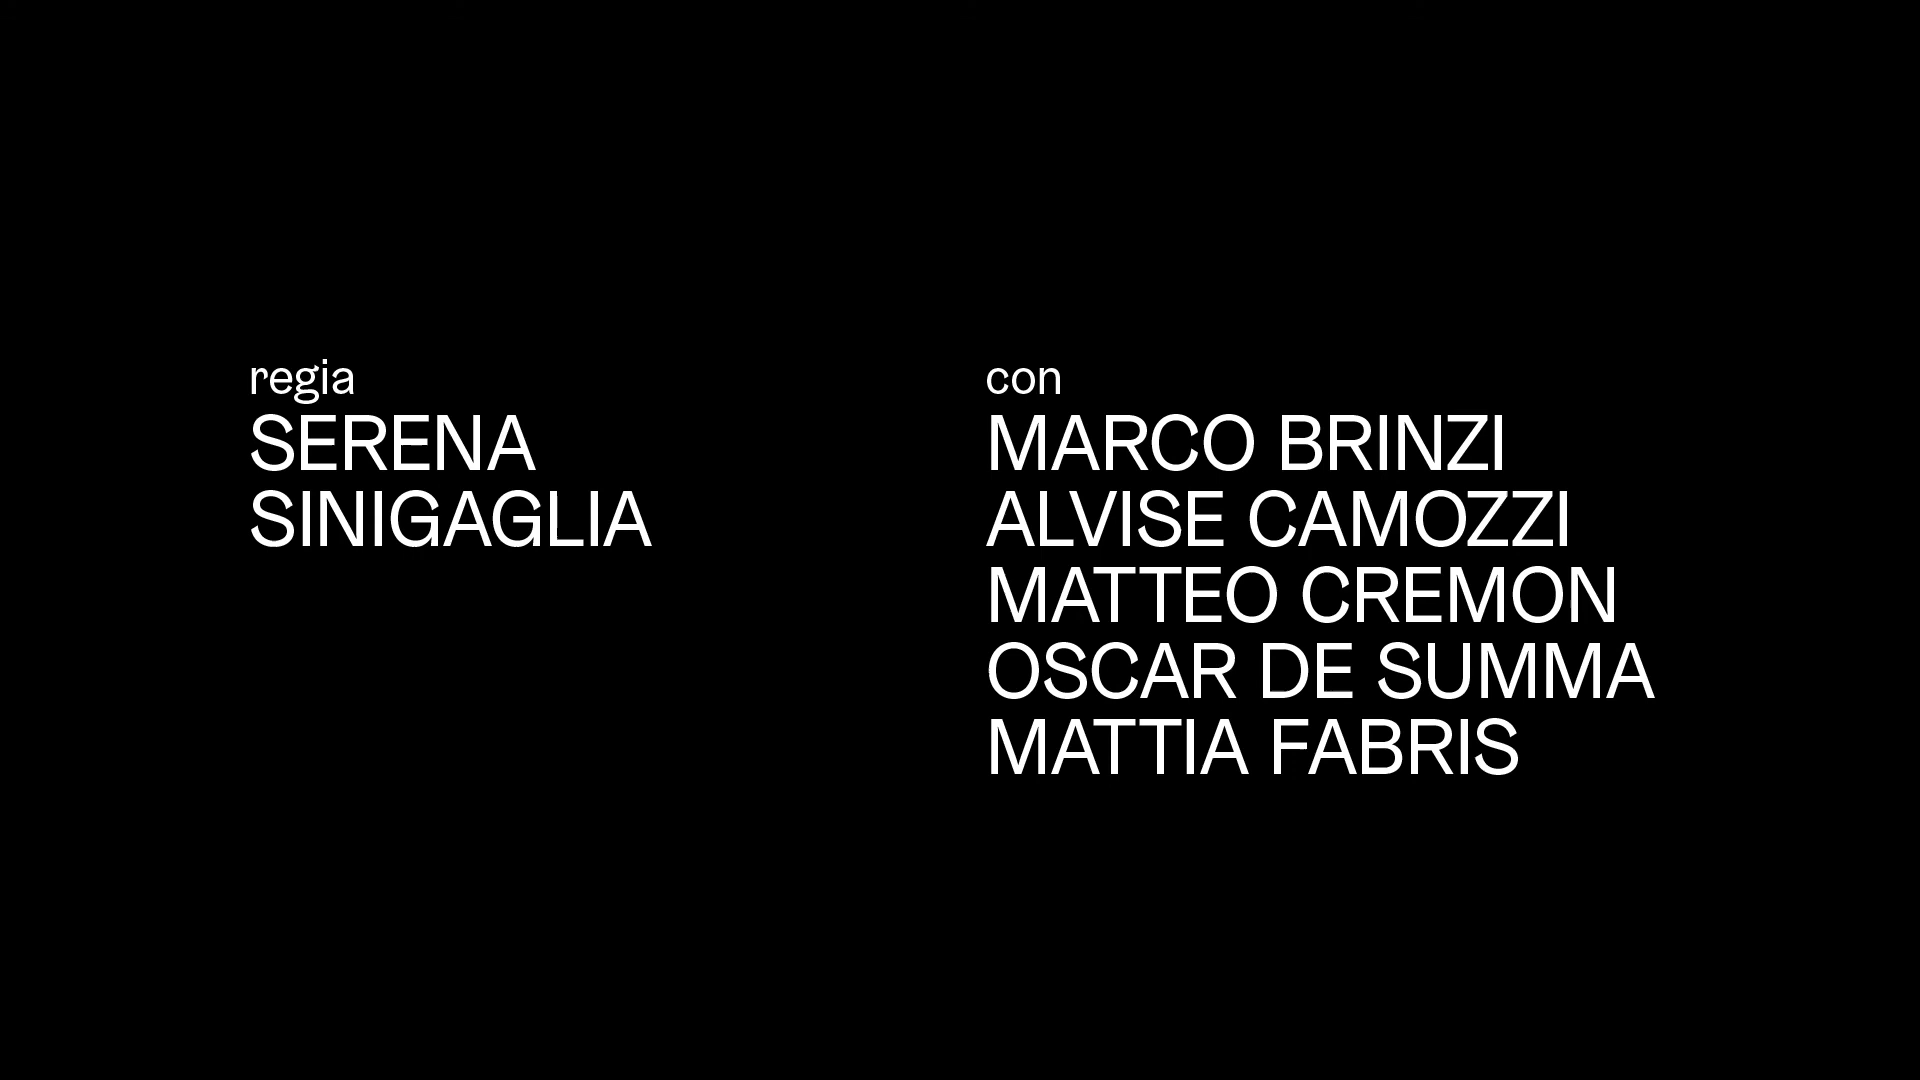 regia
SERENA
SINIGAGLIA
con
MARCO BRINZI
ALVISE CAMOZZI
MATTEO CREMON
OSCAR DE SUMMA
MATTIA FABRIS